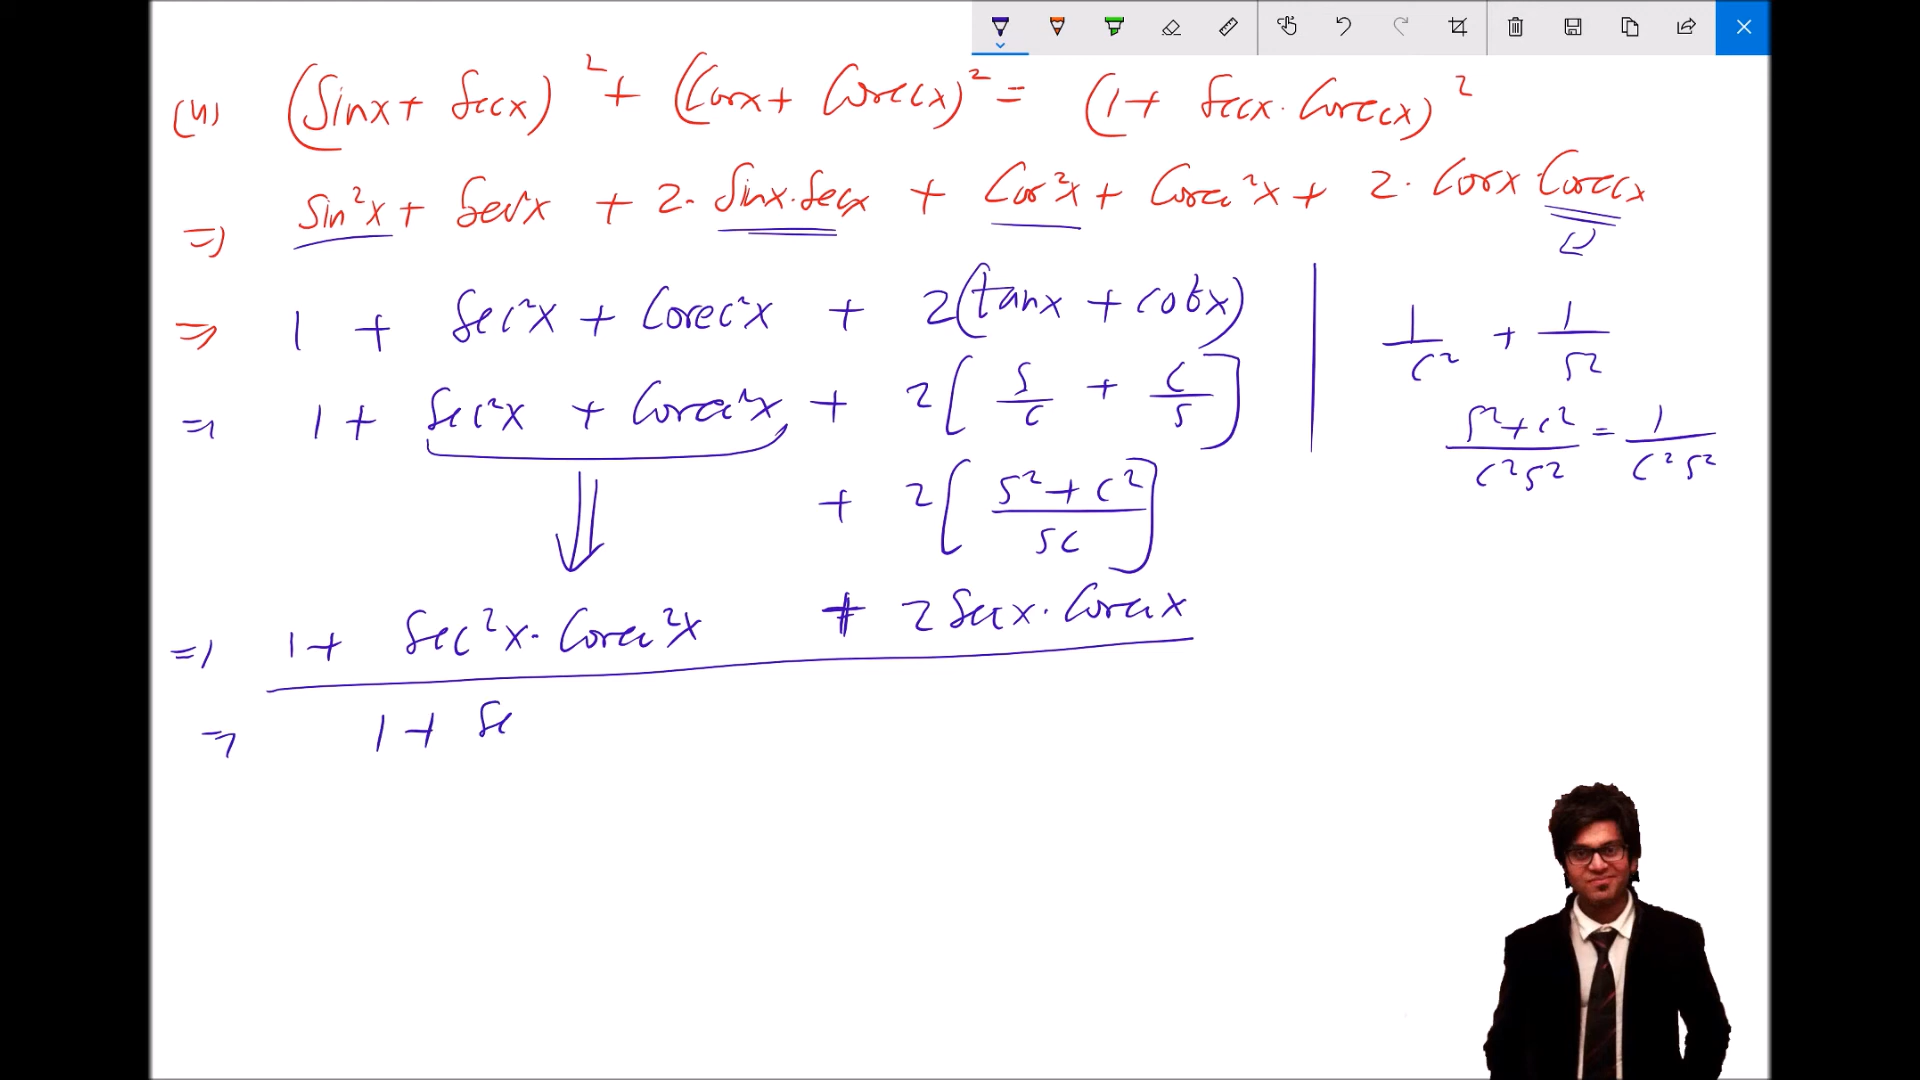 (4) (Sinx + Secx)² + (Cosx + Cosecx)² = (1 + Secx · Cosecx)²
⇒ Sin²x + Sec²x + 2 · Sinx · Secx + Cos²x + Cosec²x + 2 · Cosx · Cosecx
⇒ 1 + Sec²x + Cosec²x + 2(tanx + cotx)
⇒ 1 + Sec²x + Cosec²x + 2[S/C + C/S]
+ 2[(S² + C²)/SC]
⇒ 1 + Sec²x · Cosec²x + 2 Secx · Cosecx
⇒ 1 + Se
1/C² + 1/S²
(S² + C²)/(C²S²) = 1/(C²S²)